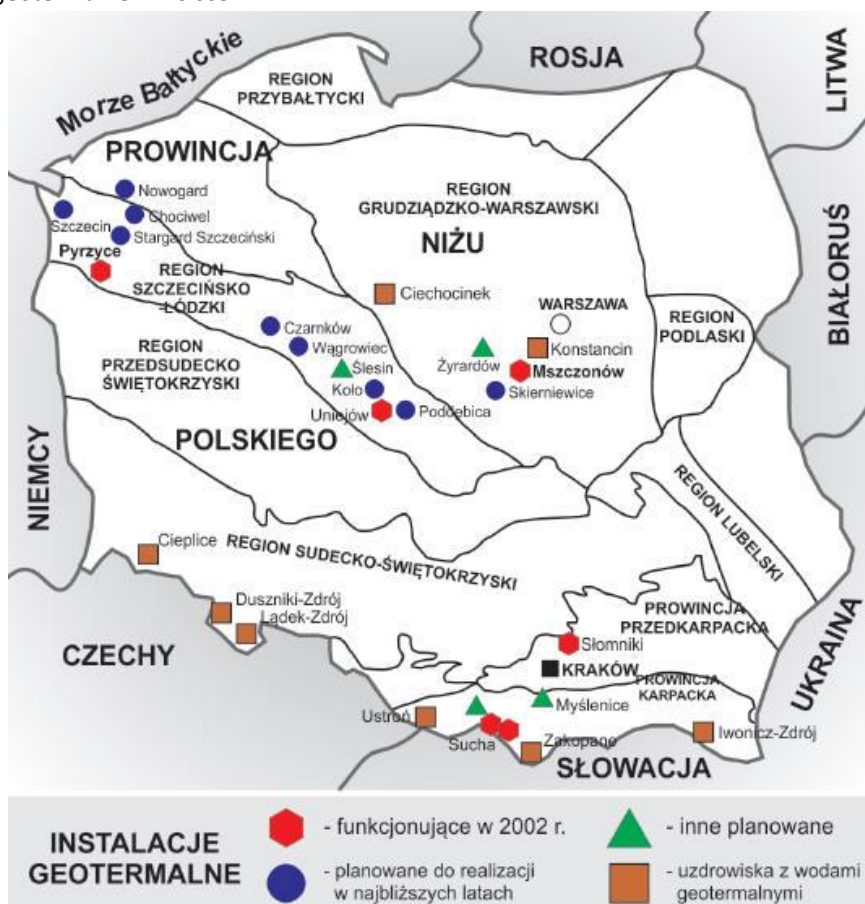 Morze Bałtyckie
ROSJA
LITWA
REGION
PRZYBAŁTYCKI
PROWINCJA
Nowogard
Chociwel
Szczecin
Stargard Szczeciński
Pyrzyce
REGION
SZCZECIŃSKO
-ŁÓDZKI
REGION
GRUDZIĄDZKO-WARSZAWSKI
NIŻU
BIAŁORUŚ
Ciechocinek
WARSZAWA
REGION
PODLASKI
Czarnków
Wągrowiec
Ślesin
Koło
Uniejów
Poddębica
Żyrardów
Konstancin
Mszczonów
Skierniewice
REGION
PRZEDSUDECKO
ŚWIĘTOKRZYSKI
POLSKIEGO
NIEMCY
REGION LUBELSKI
Cieplice
REGION SUDECKO-ŚWIĘTOKRZYSKI
Duszniki-Zdrój
Lądek-Zdrój
CZECHY
PROWINCJA
PRZEDKARPACKA
Słomniki
KRAKÓW
PROWINCJA
KARPACKA
UKRAINA
Ustroń
Sucha
Myślenice
Zakopane
Iwonicz-Zdrój
SŁOWACJA
INSTALACJE
GEOTERMALNE
- funkcjonujące w 2002 r.
- planowane do realizacji
w najbliższych latach
- inne planowane
- uzdrowiska z wodami
geotermalnymi